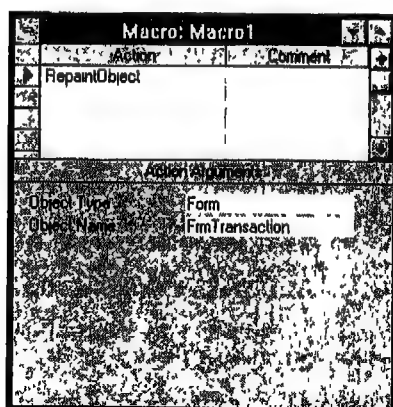 Macro: Macro1
Action Comment
RepaintObject
Action Arguments
Object Type Form
Object Name FrmTransaction